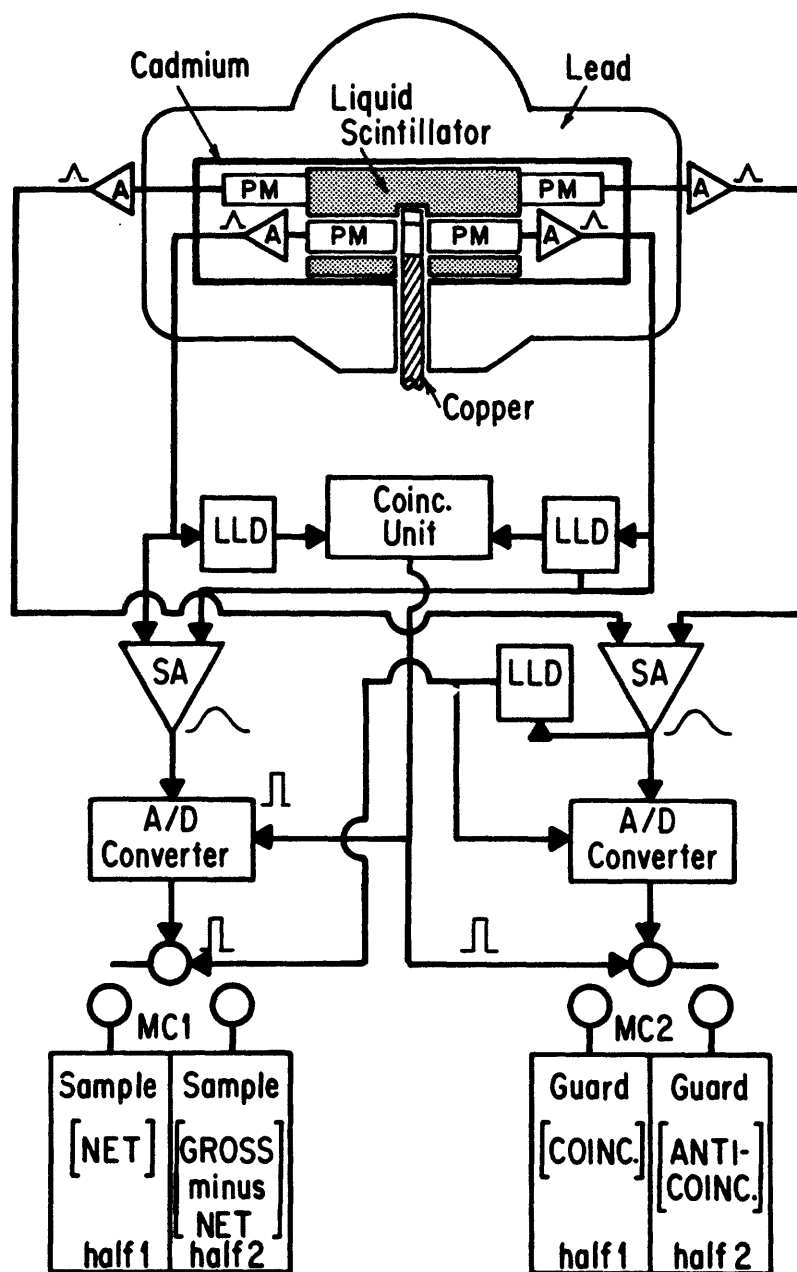 Cadmium
Lead
Liquid
Scintillator
A
PM
PM
A
A
PM
PM
A
Copper
LLD
Coinc.
Unit
LLD
SA
LLD
SA
A/D
Converter
A/D
Converter
MC1
MC2
Sample
[NET]
half 1
Sample
[GROSS
minus
NET]
half 2
Guard
[COINC.]
half 1
Guard
[ANTI-
COINC.]
half 2